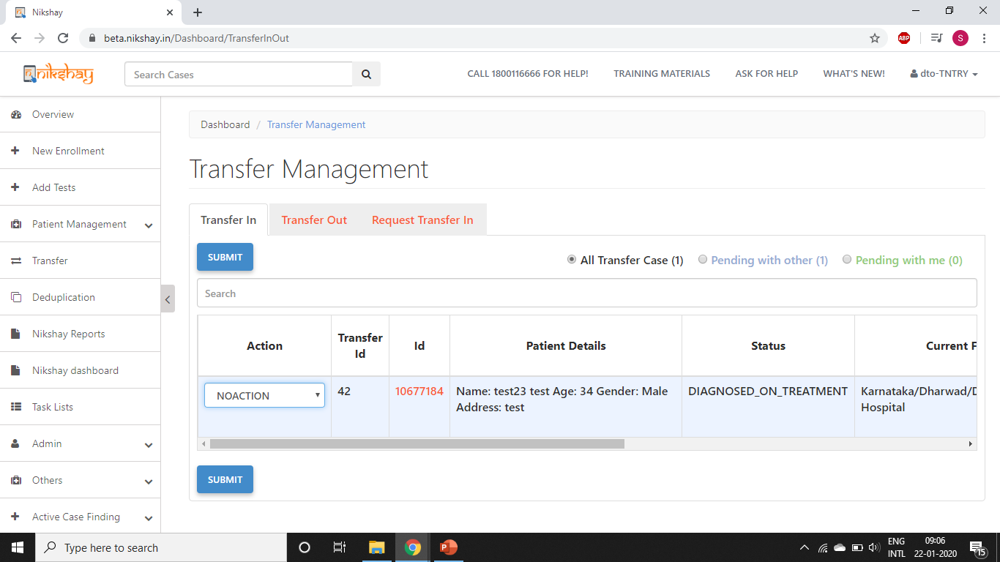 Nikshay
beta.nikshay.in/Dashboard/TransferInOut
ABP
S
nikshay
Search Cases
CALL 1800116666 FOR HELP!
TRAINING MATERIALS
ASK FOR HELP
WHAT'S NEW!
dto-TNTRY
Overview
New Enrollment
Add Tests
Patient Management
Transfer
Deduplication
Nikshay Reports
Nikshay dashboard
Task Lists
Admin
Others
Active Case Finding
Dashboard / Transfer Management
Transfer Management
Transfer In
Transfer Out
Request Transfer In
SUBMIT
All Transfer Case (1)
Pending with other (1)
Pending with me (0)
Search
Action
Transfer
Id
Id
Patient Details
Status
Current F
NOACTION
42
10677184
Name: test23 test Age: 34 Gender: Male
Address: test
DIAGNOSED_ON_TREATMENT
Karnataka/Dharwad/D
Hospital
SUBMIT
Type here to search
P
ENG
INTL
09:06
22-01-2020
15